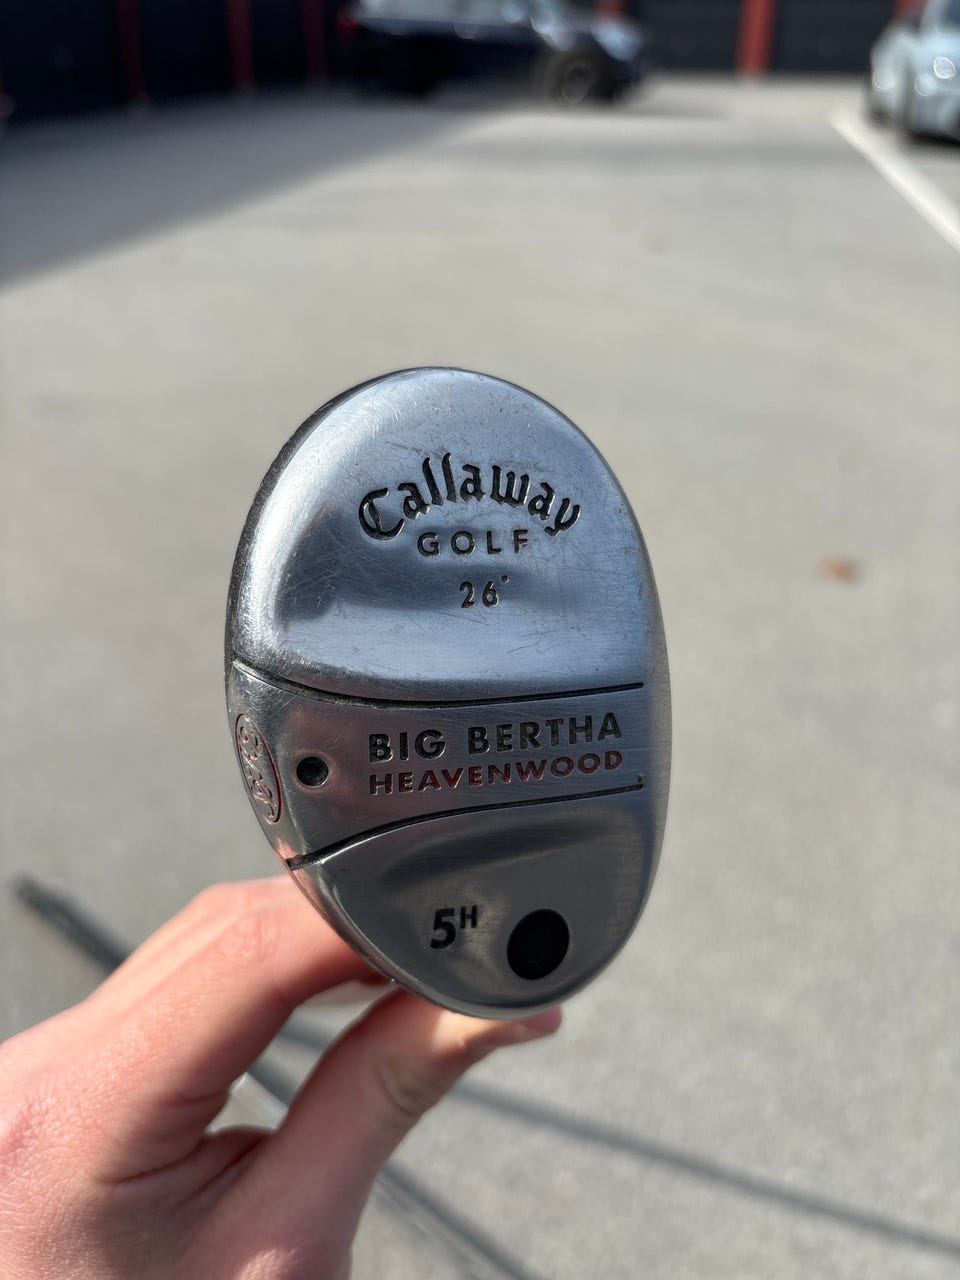 Callaway
GOLF
26°
BIG BERTHA
HEAVENWOOD
5H